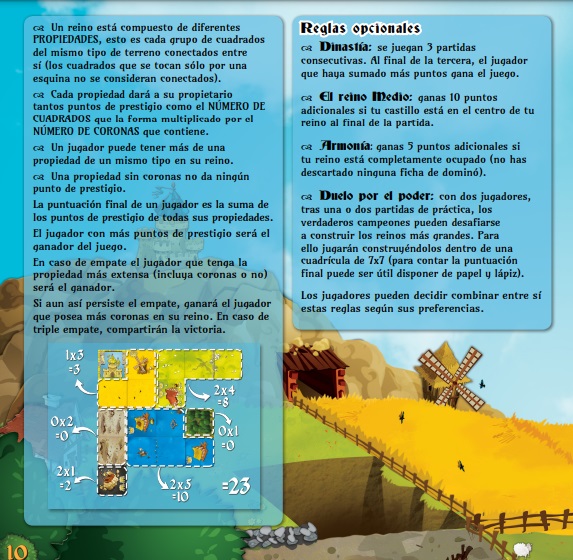 Un reino está compuesto de diferentes
PROPIEDADES, esto es cada grupo de cuadrados
del mismo tipo de terreno conectados entre
sí (los cuadrados que se tocan sólo por una
esquina no se consideran conectados).
Cada propiedad dará a su propietario
tantos puntos de prestigio como el NÚMERO DE
CUADRADOS que la forma multiplicado por el
NÚMERO DE CORONAS que contiene.
Un jugador puede tener más de una
propiedad de un mismo tipo en su reino.
Una propiedad sin coronas no da ningún
punto de prestigio.
La puntuación final de un jugador es la suma de
los puntos de prestigio de todas sus propiedades.
El jugador con más puntos de prestigio será el
ganador del juego.
En caso de empate el jugador que tenga la
propiedad más extensa (incluya coronas o no)
será el ganador.
Si aun así persiste el empate, ganará el jugador
que posea más coronas en su reino. En caso de
triple empate, compartirán la victoria.
1x3
=3
2x4
=8
0x2
=0
0x1
=0
2x1
=2
2x5
=10
=23
10
Reglas opcionales
Dinastía: se juegan 3 partidas
consecutivas. Al final de la tercera, el jugador
que haya sumado más puntos gana el juego.
El reino Medio: ganas 10 puntos
adicionales si tu castillo está en el centro de tu
reino al final de la partida.
Armonía: ganas 5 puntos adicionales si
tu reino está completamente ocupado (no has
descartado ninguna ficha de dominó).
Duelo por el poder: con dos jugadores,
tras una o dos partidas de práctica, los
verdaderos campeones pueden desafiarse
a construir los reinos más grandes. Para
ello jugarán construyéndolos dentro de una
cuadrícula de 7x7 (para contar la puntuación
final puede ser útil disponer de papel y lápiz).
Los jugadores pueden decidir combinar entre sí
estas reglas según sus preferencias.